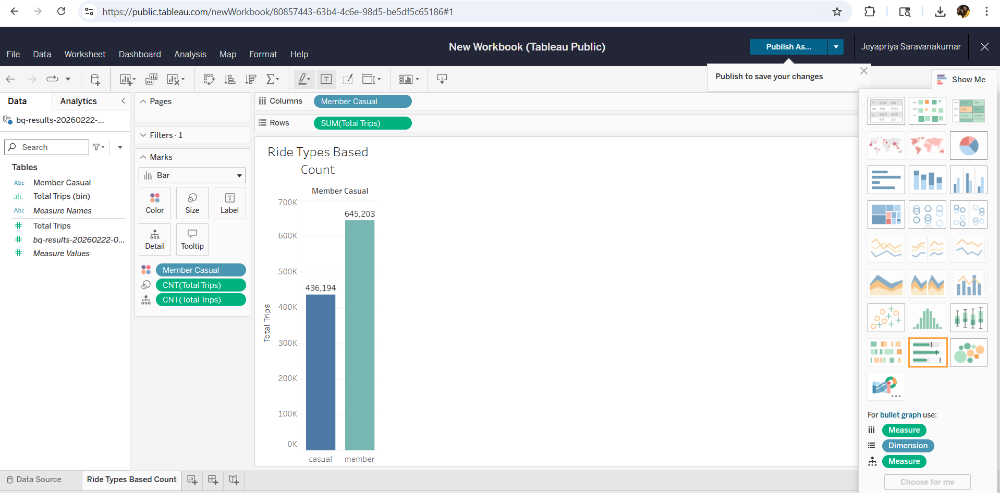 https://public.tableau.com/newWorkbook/80857443-63b4-4c6e-98d5-be5df5c65186#1
File Data Worksheet Dashboard Analysis Map Format Help
New Workbook (Tableau Public)
Publish As...
Jeyapriya Saravanakumar
Publish to save your changes
Show Me
Data
Analytics
bq-results-20260222-...
Search
Tables
Abc Member Casual
Total Trips (bin)
Abc Measure Names
Total Trips
bq-results-20260222-0...
Measure Values
Pages
Filters · 1
Marks
Bar
Color
Size
Label
Detail
Tooltip
Member Casual
CNT(Total Trips)
CNT(Total Trips)
Columns
Member Casual
Rows
SUM(Total Trips)
Ride Types Based
Count
Member Casual
700K
600K
500K
400K
300K
200K
100K
0K
Total Trips
436,194
645,203
casual
member
For bullet graph use:
Measure
Dimension
Measure
Choose for me
Data Source
Ride Types Based Count